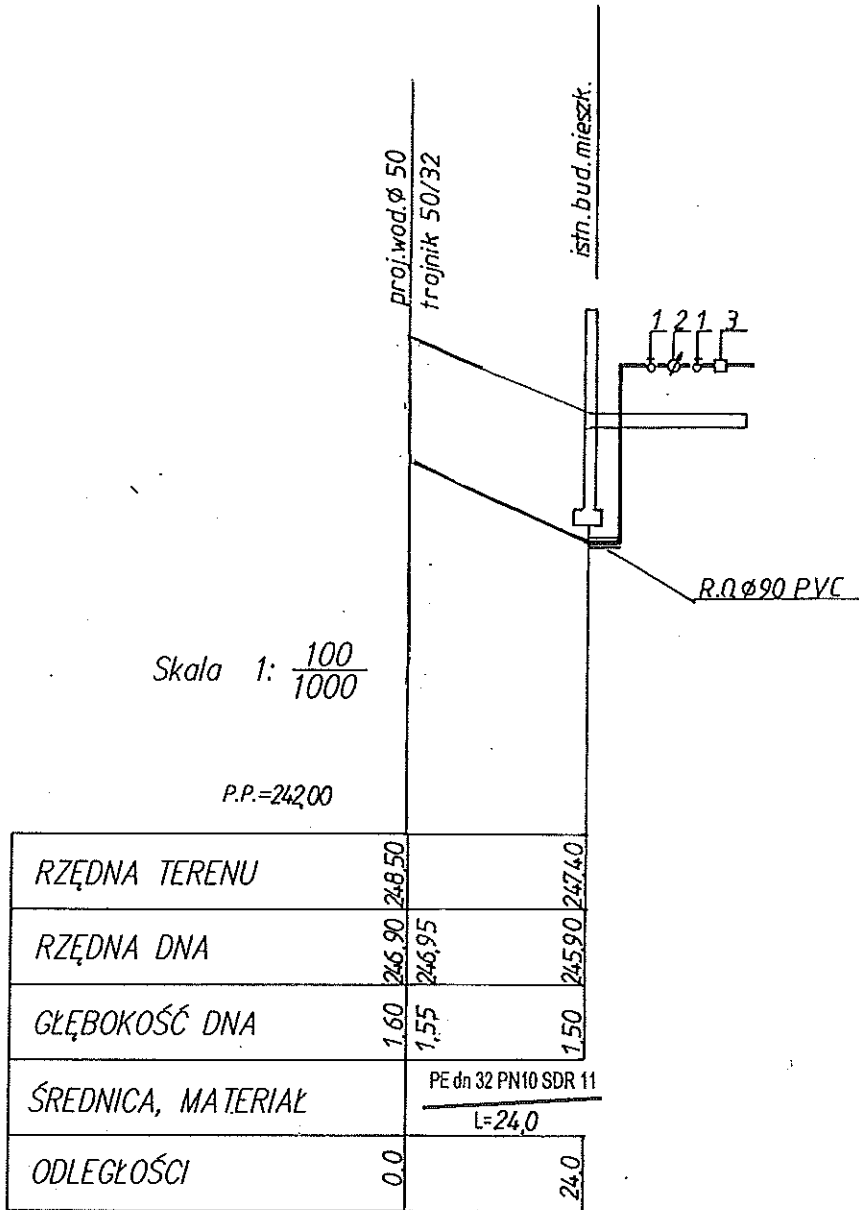 proj.wod.Ø 50
trojnik 50/32
istn.bud.mieszk.
1 2 1 3
R.O.Ø90 PVC
Skala 1: 100
1000
P.P.=242,00
RZĘDNA TERENU 248,50 247,40
RZĘDNA DNA 246,90 246,95 245,90
GŁĘBOKOŚĆ DNA 1,60 1,55 1,50
ŚREDNICA, MATERIAŁ PE dn 32 PN10 SDR 11
L=24,0
ODLEGŁOŚCI 0.0 24.0